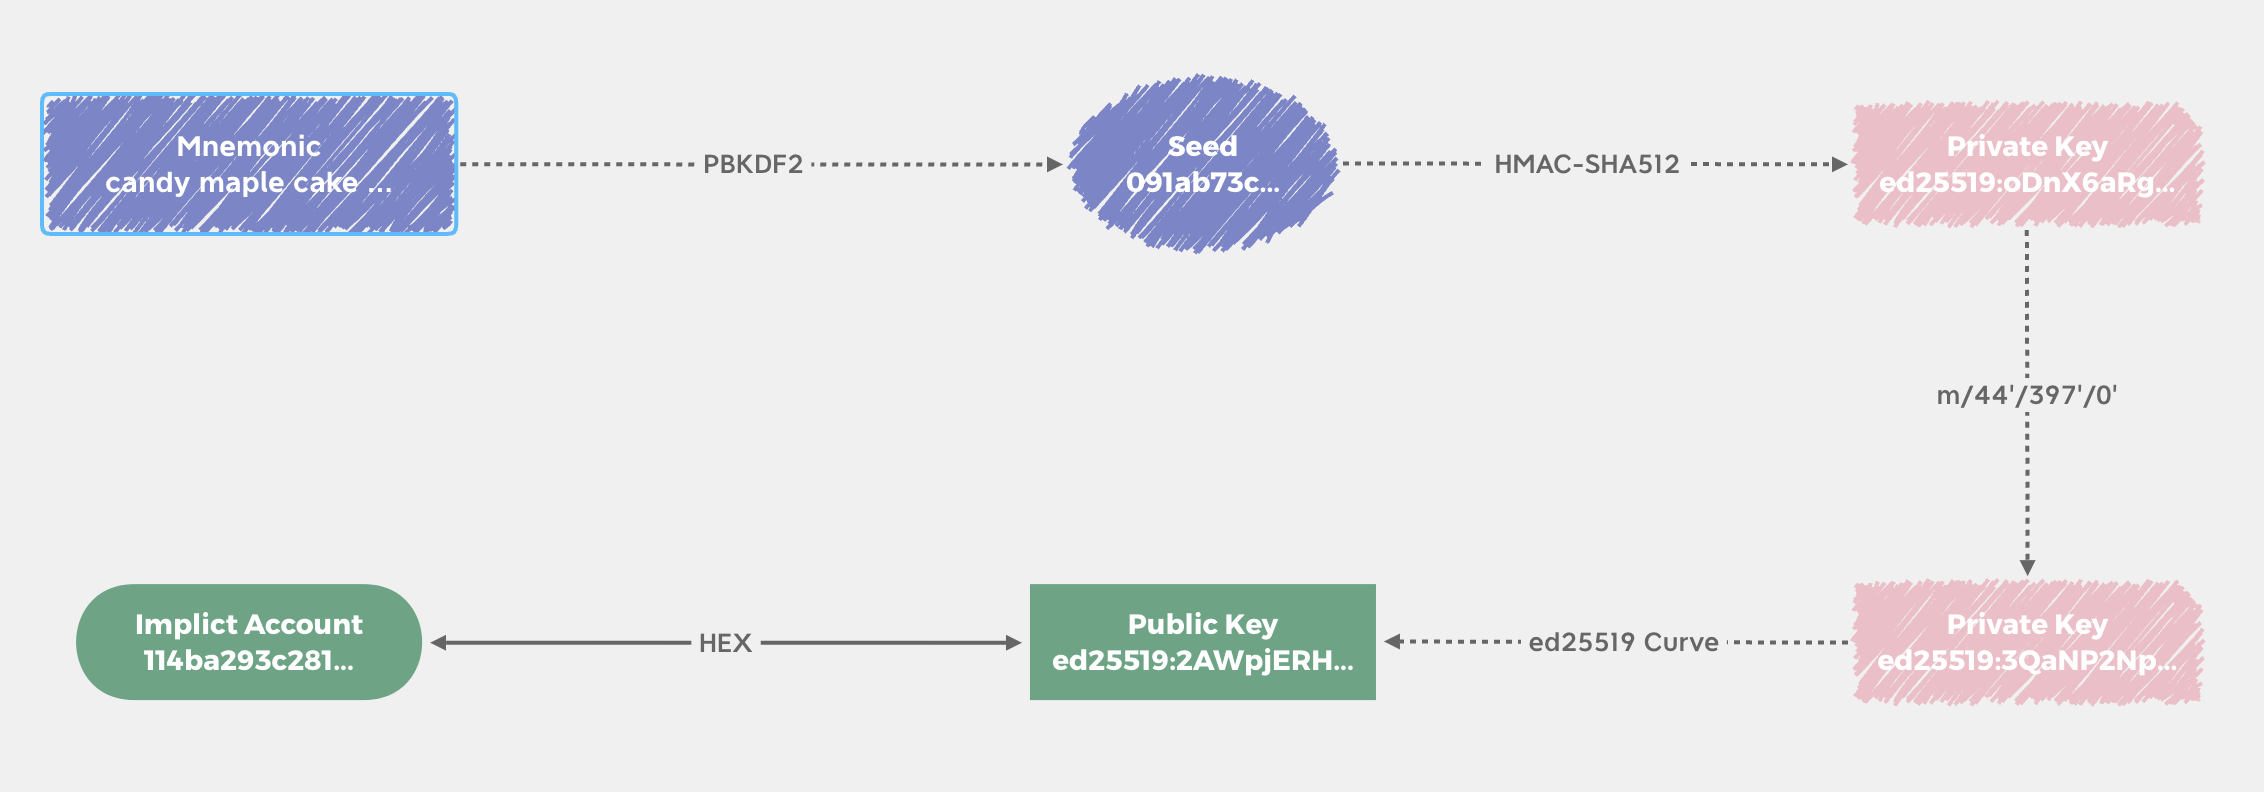 Mnemonic
candy maple cake ...
PBKDF2
Seed
091ab73c...
HMAC-SHA512
Private Key
ed25519:oDnX6aRg...
m/44'/397'/0'
Private Key
ed25519:3QaNP2Np...
ed25519 Curve
Public Key
ed25519:2AWpjERH...
HEX
Implict Account
114ba293c281...